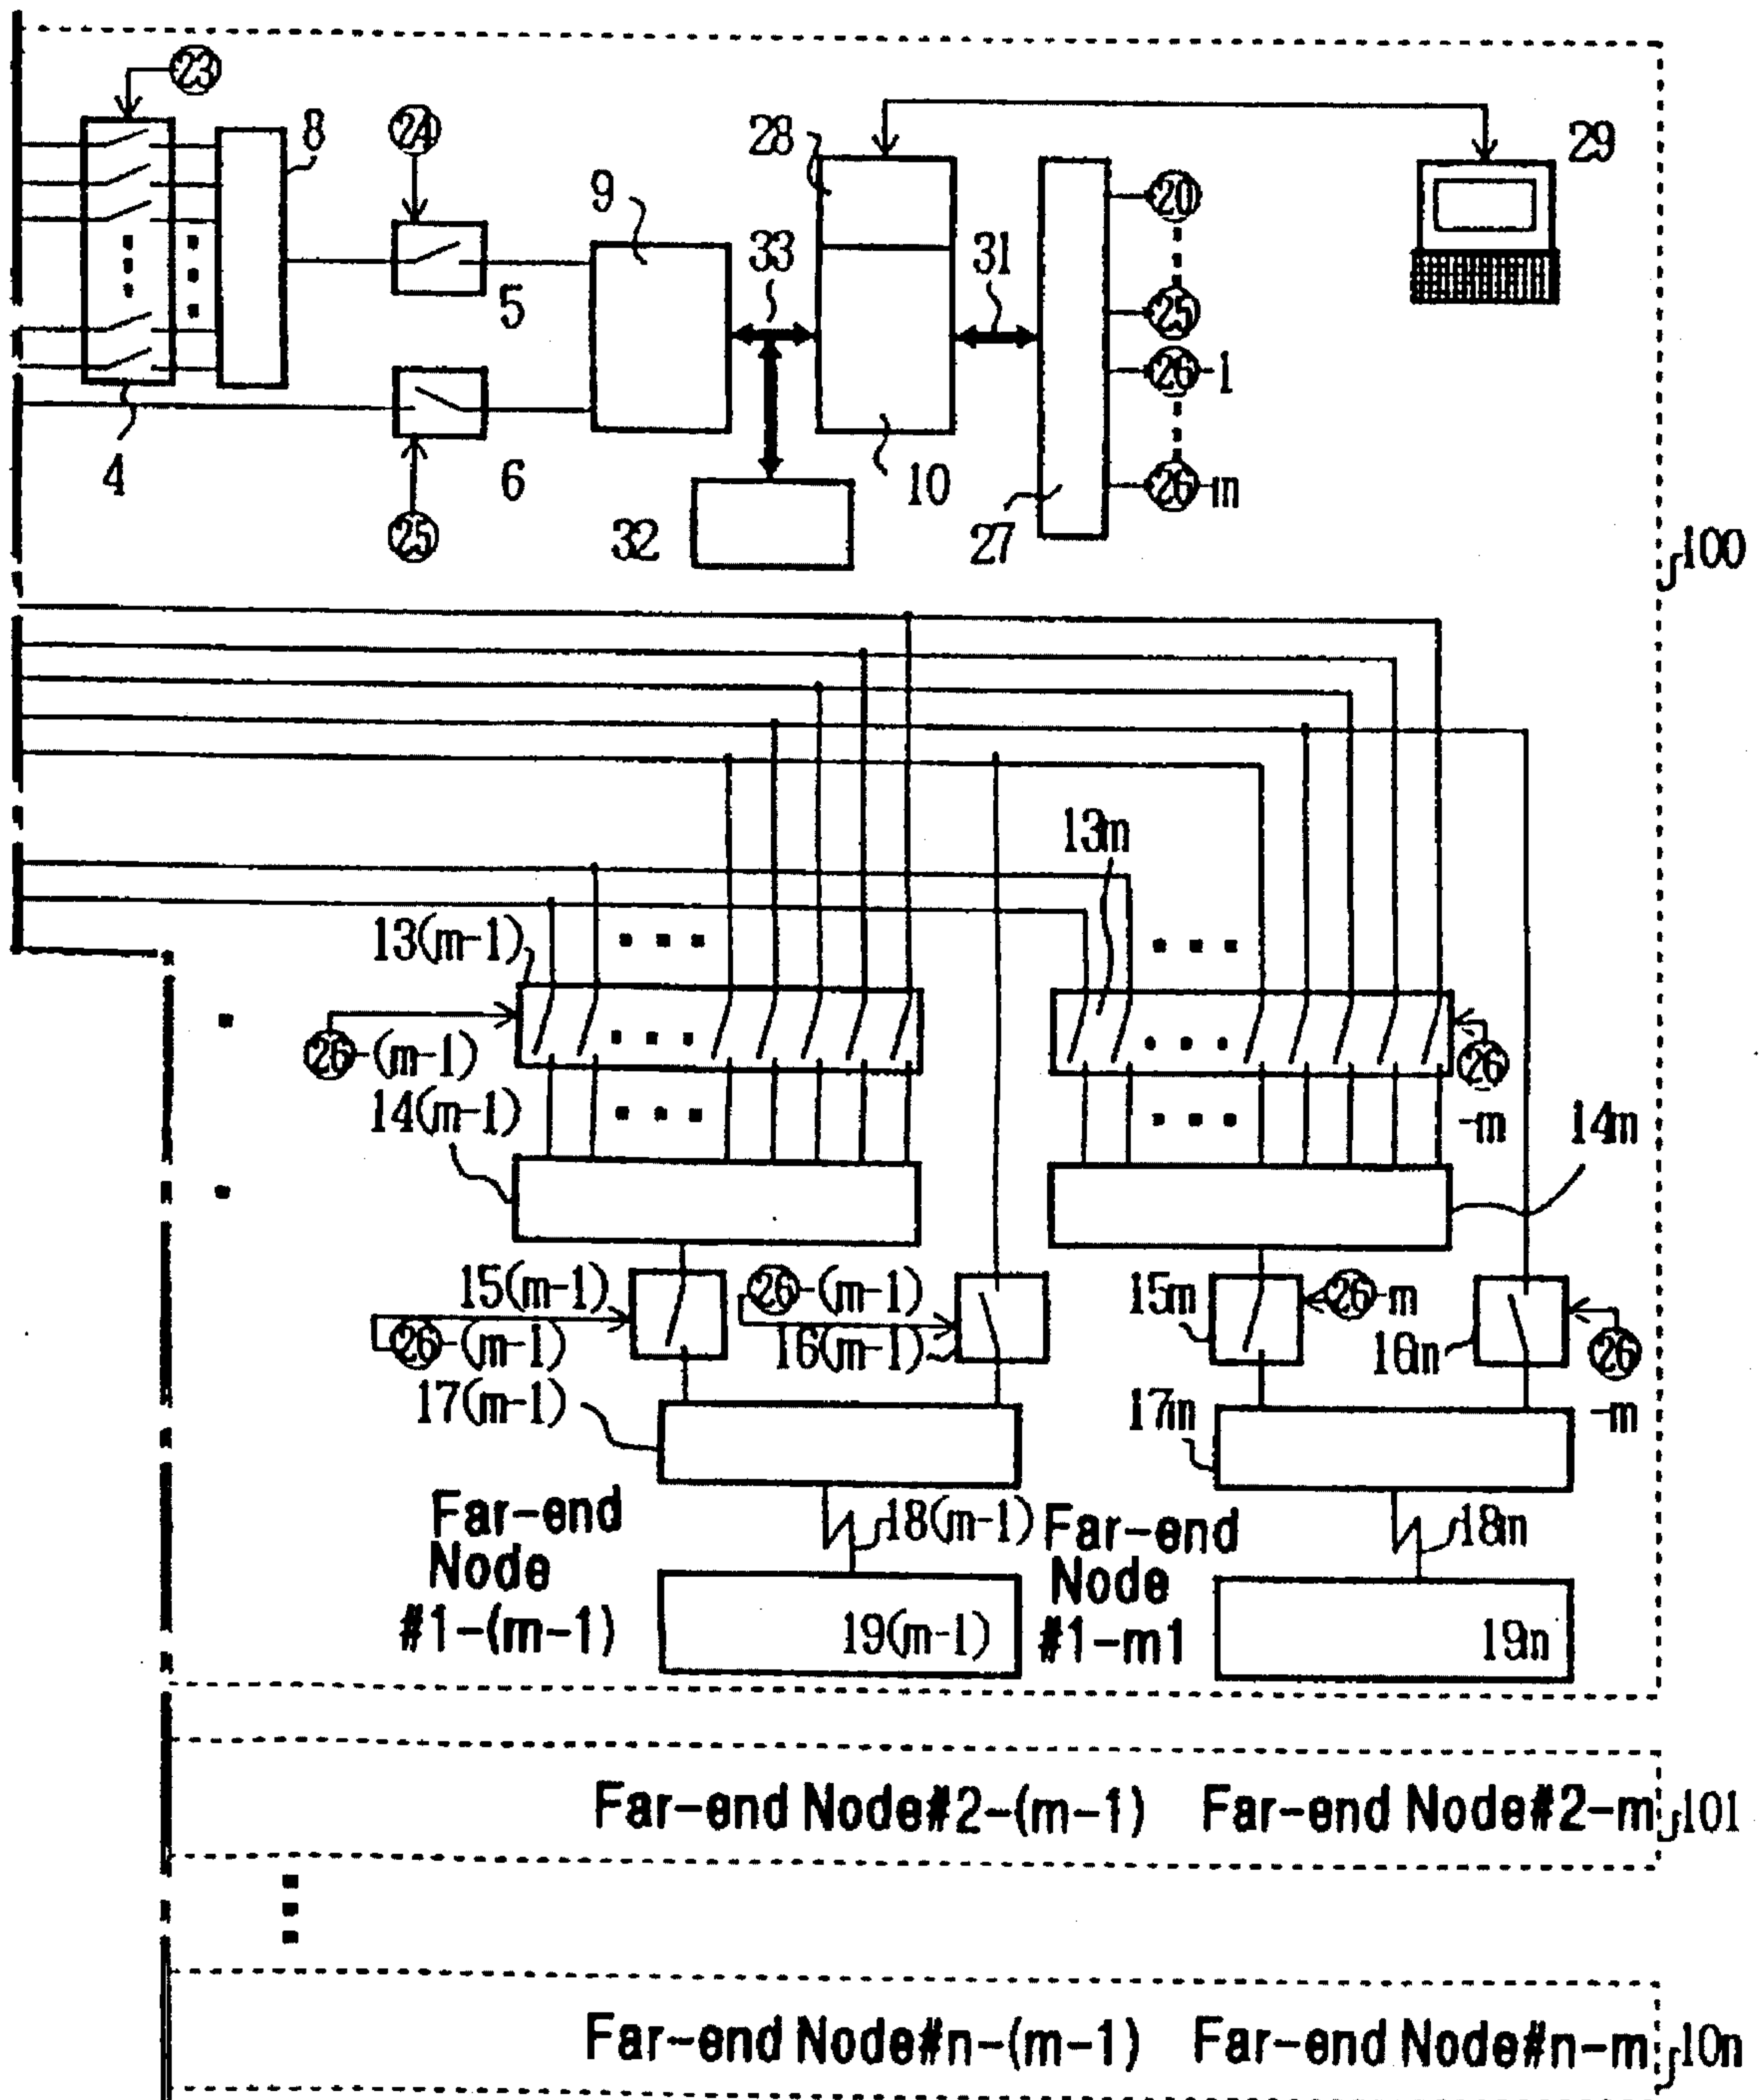 23
8
24
28
29
9
20
33
31
5
25
26-1
4
6
10
26-m
25
32
27
100
13m
13(m-1)
26-(m-1)
26
-m
14(m-1)
14m
15(m-1)
26-(m-1)
15m
26-m
26-(m-1)
16(m-1)
16m
26
-m
17(m-1)
17m
Far-end
Node
#1-(m-1)
18(m-1)
Far-end
Node
#1-m1
18m
19(m-1)
19m
Far-end Node#2-(m-1) Far-end Node#2-m
101
Far-end Node#n-(m-1) Far-end Node#n-m
10n